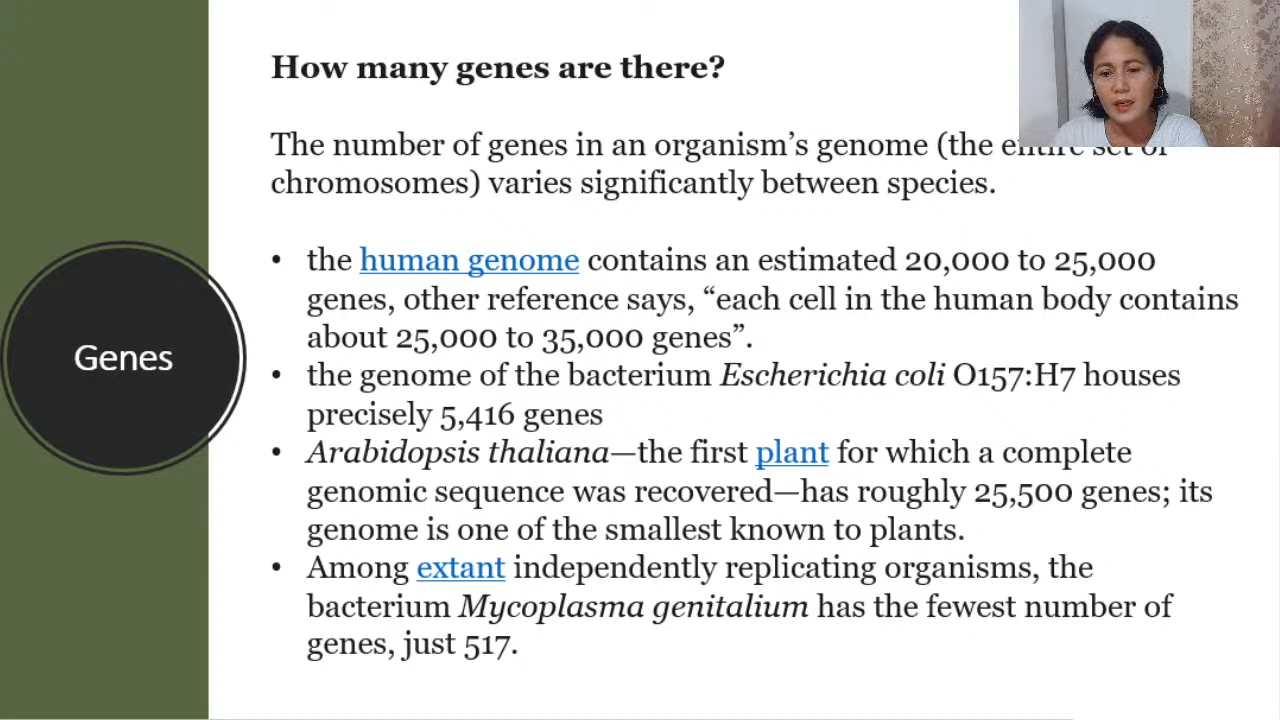 How many genes are there?
The number of genes in an organism’s genome (the entire set of
chromosomes) varies significantly between species.
• the human genome contains an estimated 20,000 to 25,000
genes, other reference says, “each cell in the human body contains
about 25,000 to 35,000 genes”.
• the genome of the bacterium Escherichia coli O157:H7 houses
precisely 5,416 genes
• Arabidopsis thaliana—the first plant for which a complete
genomic sequence was recovered—has roughly 25,500 genes; its
genome is one of the smallest known to plants.
• Among extant independently replicating organisms, the
bacterium Mycoplasma genitalium has the fewest number of
genes, just 517.
Genes